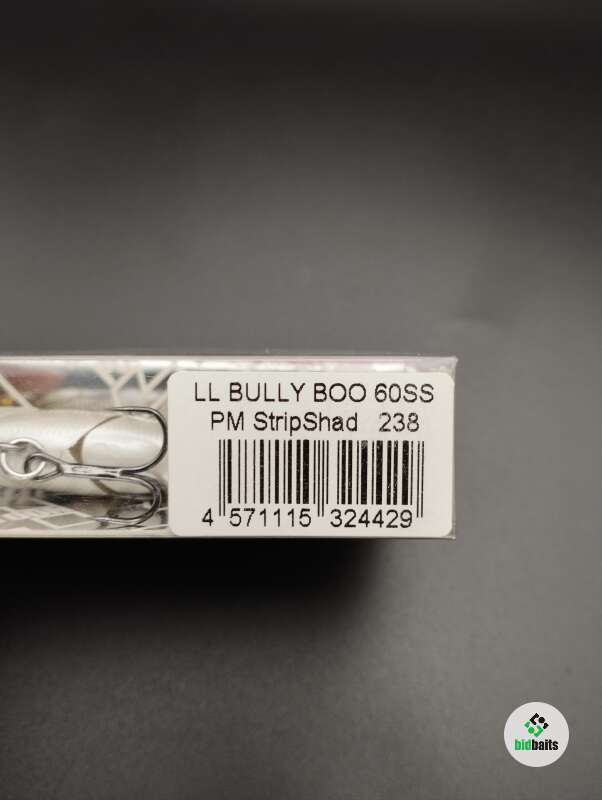 LL BULLY BOO 60SS
PM StripShad 238
4 571115 324429
bidbaits